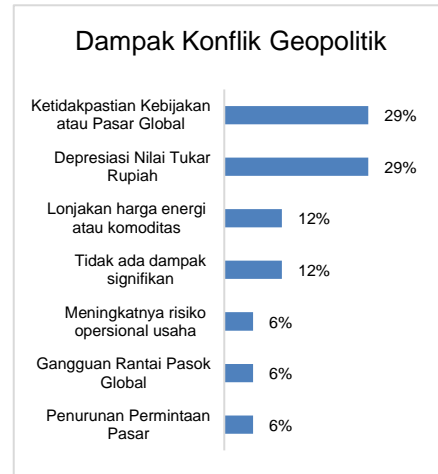 Dampak Konflik Geopolitik
Ketidakpastian Kebijakan
atau Pasar Global
29%
Depresiasi Nilai Tukar
Rupiah
29%
Lonjakan harga energi
atau komoditas
12%
Tidak ada dampak
signifikan
12%
Meningkatnya risiko
opersional usaha
6%
Gangguan Rantai Pasok
Global
6%
Penurunan Permintaan
Pasar
6%